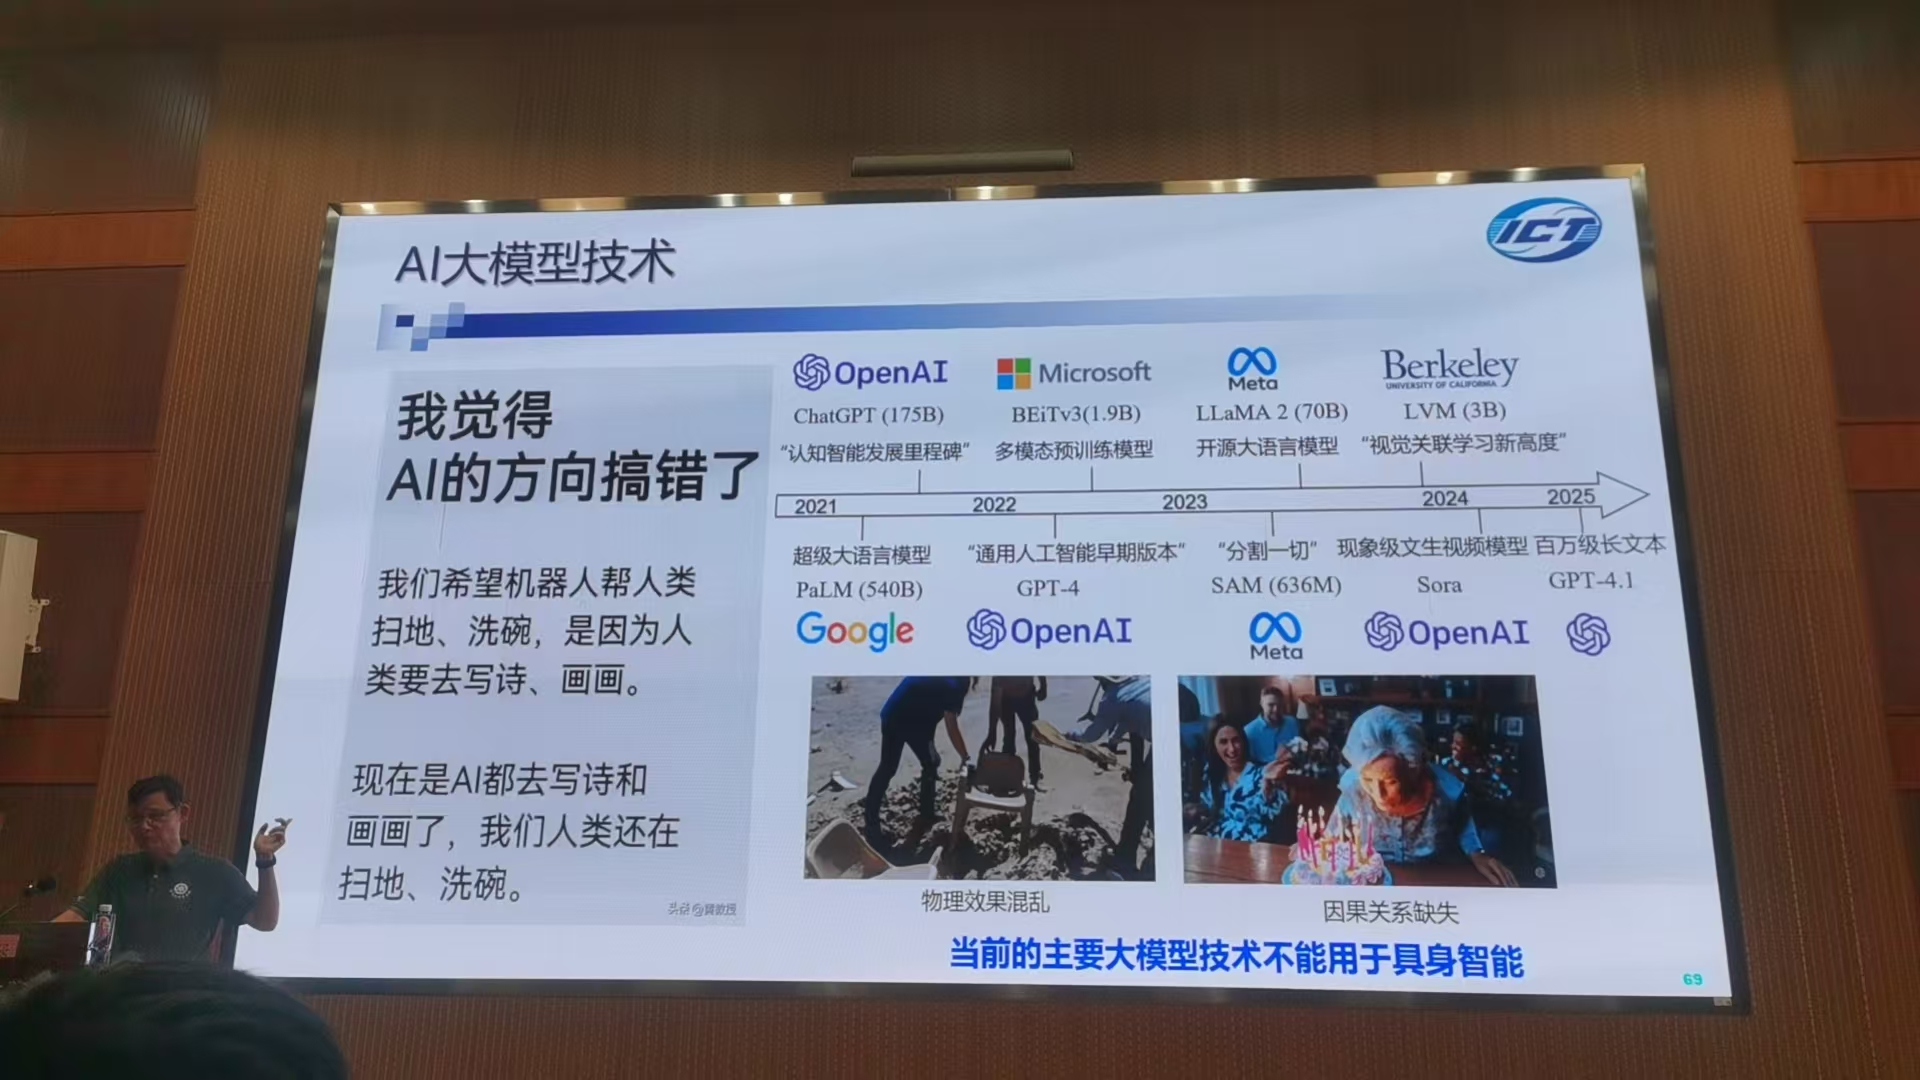 AI大模型技术
ICT
我觉得
AI的方向搞错了
我们希望机器人帮人类
扫地、洗碗，是因为人
类要去写诗、画画。
现在是AI都去写诗和
画画了，我们人类还在
扫地、洗碗。
OpenAI
Microsoft
Meta
Berkeley
UNIVERSITY OF CALIFORNIA
ChatGPT (175B)
BEiTv3(1.9B)
LLaMA 2 (70B)
LVM (3B)
“认知智能发展里程碑”
多模态预训练模型
开源大语言模型
“视觉关联学习新高度”
2021
2022
2023
2024
2025
超级大语言模型
“通用人工智能早期版本”
“分割一切”
现象级文生视频模型
百万级长文本
PaLM (540B)
GPT-4
SAM (636M)
Sora
GPT-4.1
Google
OpenAI
Meta
OpenAI
物理效果混乱
因果关系缺失
当前的主要大模型技术不能用于具身智能
69